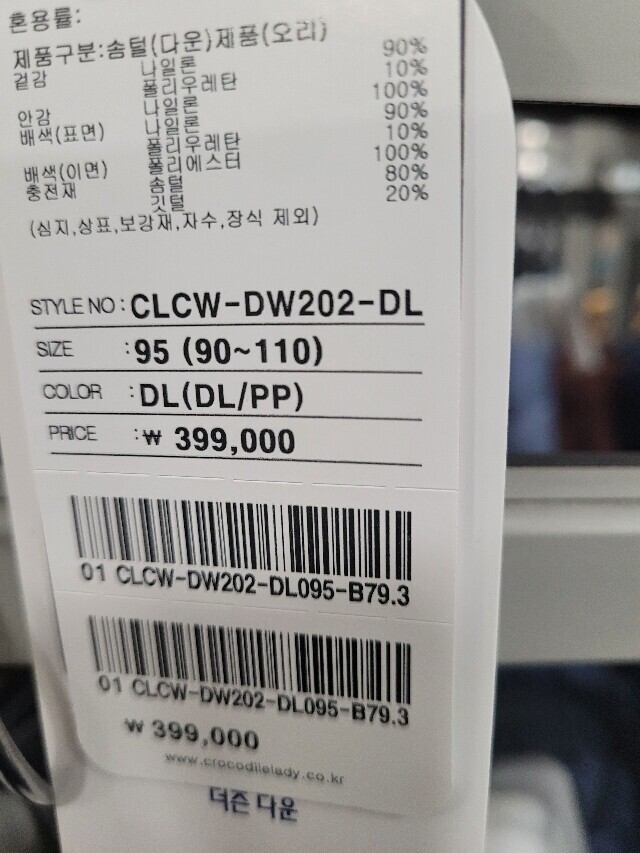 혼용률:
제품구분:솜털(다운)제품(오리)
겉감 나일론 90%
폴리우레탄 10%
안감 나일론 100%
배색(표면) 나일론 90%
폴리우레탄 10%
배색(이면) 폴리에스터 100%
충전재 솜털 80%
깃털 20%
(심지,상표,보강재,자수,장식 제외)
STYLE NO : CLCW-DW202-DL
SIZE : 95 (90~110)
COLOR : DL(DL/PP)
PRICE : ₩ 399,000
01 CLCW-DW202-DL095-B79.3
01 CLCW-DW202-DL095-B79.3
₩ 399,000
www.crocodilelady.co.kr
더즌 다운